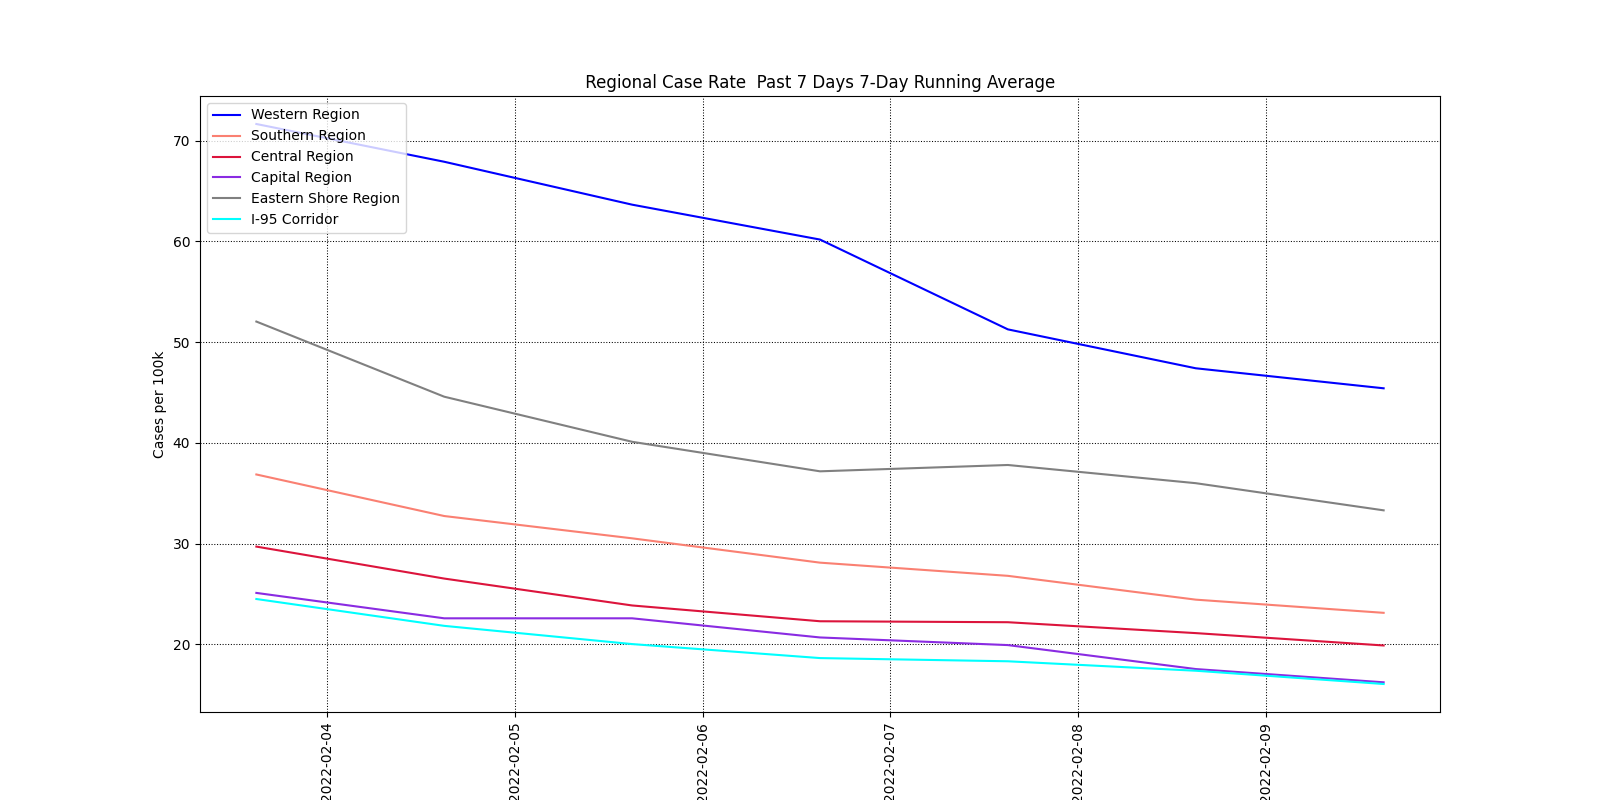 Regional Case Rate  Past 7 Days 7-Day Running Average
Western Region
Southern Region
Central Region
Capital Region
Eastern Shore Region
I-95 Corridor
Cases per 100k
70
60
50
40
30
20
2022-02-04
2022-02-05
2022-02-06
2022-02-07
2022-02-08
2022-02-09